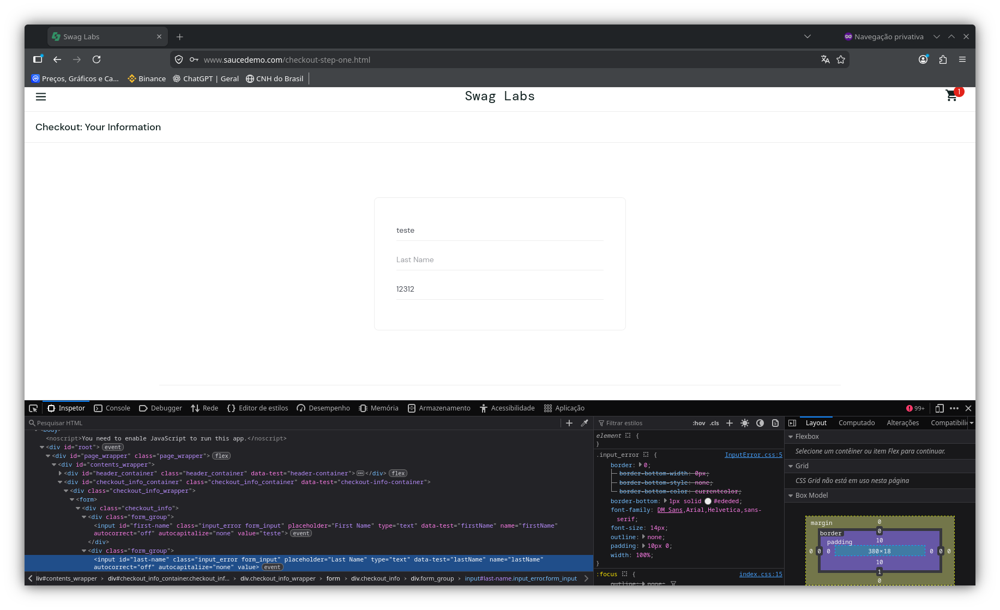 Swag Labs
Navegação privativa
www.saucedemo.com/checkout-step-one.html
Preços, Gráficos e Ca...
Binance
ChatGPT | Geral
CNH do Brasil
Swag Labs
1
Checkout: Your Information
teste
Last Name
12312
Inspetor
Console
Depurador
Rede
Editor de estilos
Desempenho
Memória
Armazenamento
Acessibilidade
Aplicação
99+
Pesquisar HTML
<body>
<noscript>You need to enable JavaScript to run this app.</noscript>
<div id="root"> event
<div id="page_wrapper" class="page_wrapper"> flex
<div id="contents_wrapper">
<div id="header_container" class="header_container" data-test="header-container"> ••• </div> flex
<div id="checkout_info_container" class="checkout_info_container" data-test="checkout-info-container">
<div class="checkout_info_wrapper">
<form>
<div class="checkout_info">
<div class="form_group">
<input id="first-name" class="input_error form_input" placeholder="First Name" type="text" data-test="firstName" name="firstName"
autocorrect="off" autocapitalize="none" value="teste"> event
</div>
<div class="form_group">
<input id="last-name" class="input_error form_input" placeholder="Last Name" type="text" data-test="lastName" name="lastName"
autocorrect="off" autocapitalize="none" value> event
div#contents_wrapper › div#checkout_info_container.checkout_inf... › div.checkout_info_wrapper › form › div.checkout_info › div.form_group › input#last-name.input_error.form_input
Filtrar estilos
:hov .cls
element {
}
.input_error { InputError.css:5
border: 0;
border-bottom-width: 0px;
border-bottom-style: none;
border-bottom-color: currentcolor;
border-bottom: 1px solid #ededed;
font-family: DM Sans,Arial,Helvetica,sans-
serif;
font-size: 14px;
outline: none;
padding: 10px 0;
width: 100%;
}
:focus { index.css:15
outline: none;
Layout
Computado
Alterações
Compatibili
Flexbox
Selecione um contêiner ou item Flex para continuar.
Grid
CSS Grid não está em uso nesta página
Box Model
margin 0
border 0
padding 10
0 0 0 380×18 0 0 0
10
1
0